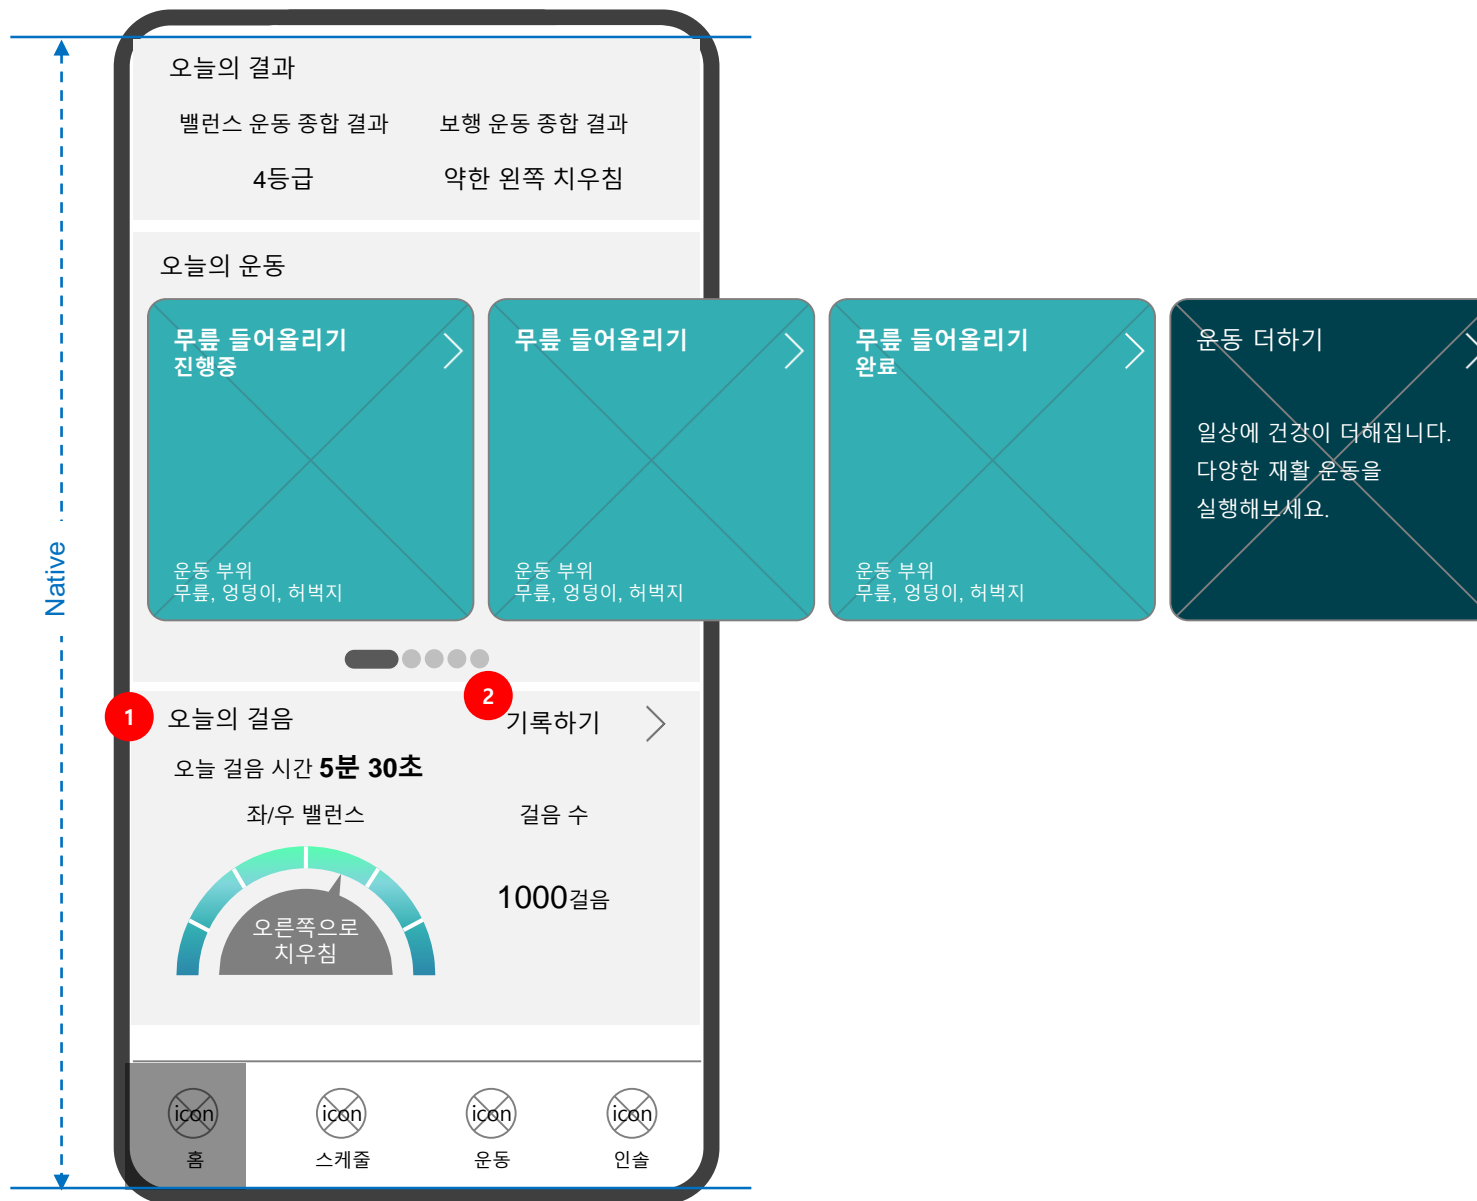 오늘의 결과
밸런스 운동 종합 결과
보행 운동 종합 결과
4등급
약한 왼쪽 치우침
오늘의 운동
무릎 들어올리기
진행중
운동 부위
무릎, 엉덩이, 허벅지
무릎 들어올리기
운동 부위
무릎, 엉덩이, 허벅지
무릎 들어올리기
완료
운동 부위
무릎, 엉덩이, 허벅지
운동 더하기
일상에 건강이 더해집니다.
다양한 재활 운동을
실행해보세요.
Native
1
오늘의 걸음
2
기록하기
오늘 걸음 시간 5분 30초
좌/우 밸런스
걸음 수
오른쪽으로
치우침
1000걸음
icon
홈
icon
스케줄
icon
운동
icon
인솔